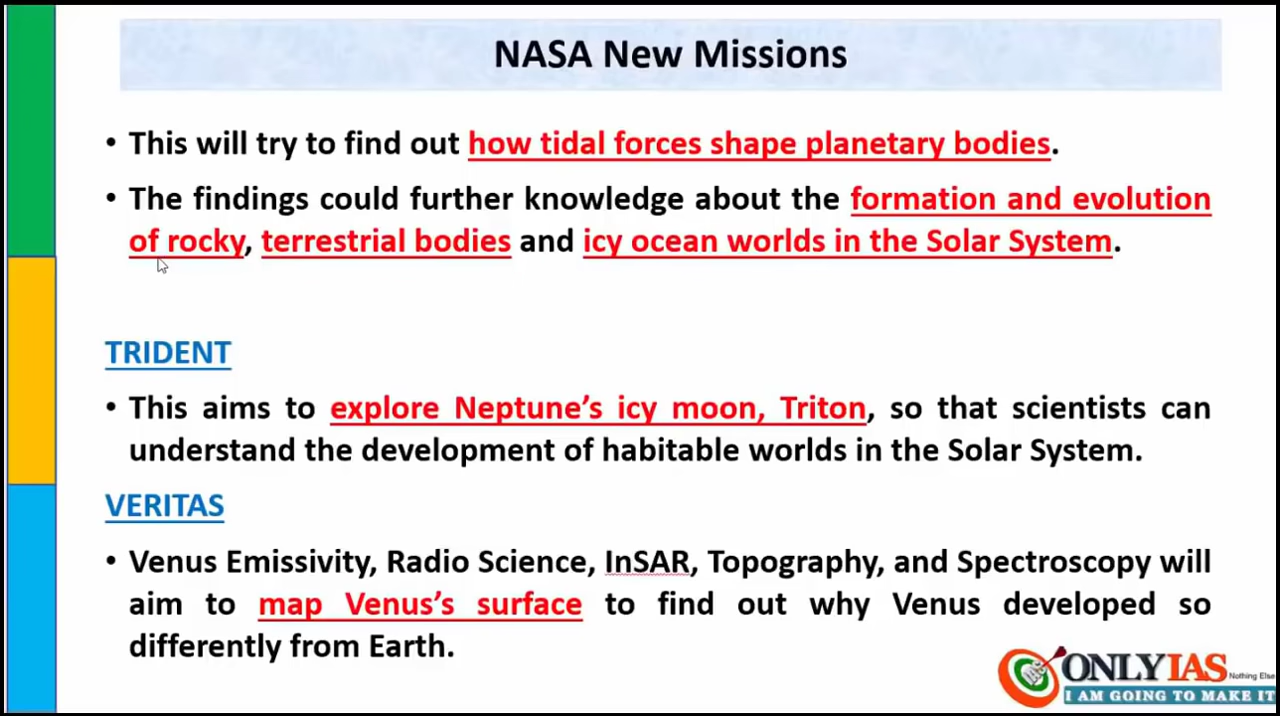 NASA New Missions
• This will try to find out how tidal forces shape planetary bodies.
• The findings could further knowledge about the formation and evolution
of rocky, terrestrial bodies and icy ocean worlds in the Solar System.
TRIDENT
• This aims to explore Neptune’s icy moon, Triton, so that scientists can
understand the development of habitable worlds in the Solar System.
VERITAS
• Venus Emissivity, Radio Science, InSAR, Topography, and Spectroscopy will
aim to map Venus’s surface to find out why Venus developed so
differently from Earth.
IAS
ONLYIAS Nothing Else
I AM GOING TO MAKE IT